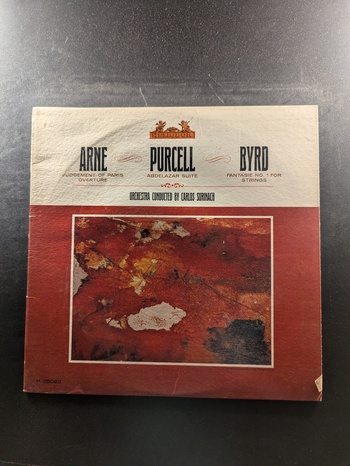 ARNE PURCELL BYRD
JUDGEMENT OF PARIS ABDELAZAR SUITE FANTASIE NO. 1 FOR
OVERTURE STRINGS
ORCHESTRA CONDUCTED BY CARLOS SURINACH